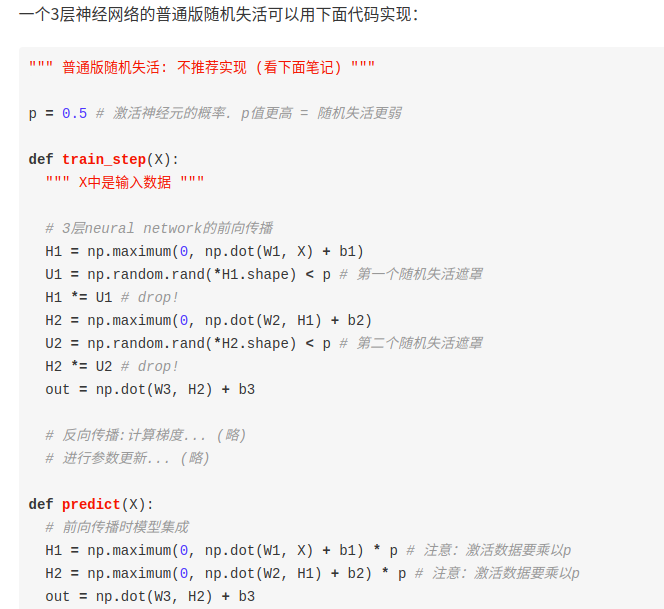 一个3层神经网络的普通版随机失活可以用下面代码实现：
""" 普通版随机失活: 不推荐实现 (看下面笔记) """
p = 0.5 # 激活神经元的概率. p值更高 = 随机失活更弱
def train_step(X):
  """ X中是输入数据 """
  # 3层neural network的前向传播
  H1 = np.maximum(0, np.dot(W1, X) + b1)
  U1 = np.random.rand(*H1.shape) < p # 第一个随机失活遮罩
  H1 *= U1 # drop!
  H2 = np.maximum(0, np.dot(W2, H1) + b2)
  U2 = np.random.rand(*H2.shape) < p # 第二个随机失活遮罩
  H2 *= U2 # drop!
  out = np.dot(W3, H2) + b3
  # 反向传播:计算梯度... (略)
  # 进行参数更新... (略)
def predict(X):
  # 前向传播时模型集成
  H1 = np.maximum(0, np.dot(W1, X) + b1) * p # 注意：激活数据要乘以p
  H2 = np.maximum(0, np.dot(W2, H1) + b2) * p # 注意：激活数据要乘以p
  out = np.dot(W3, H2) + b3